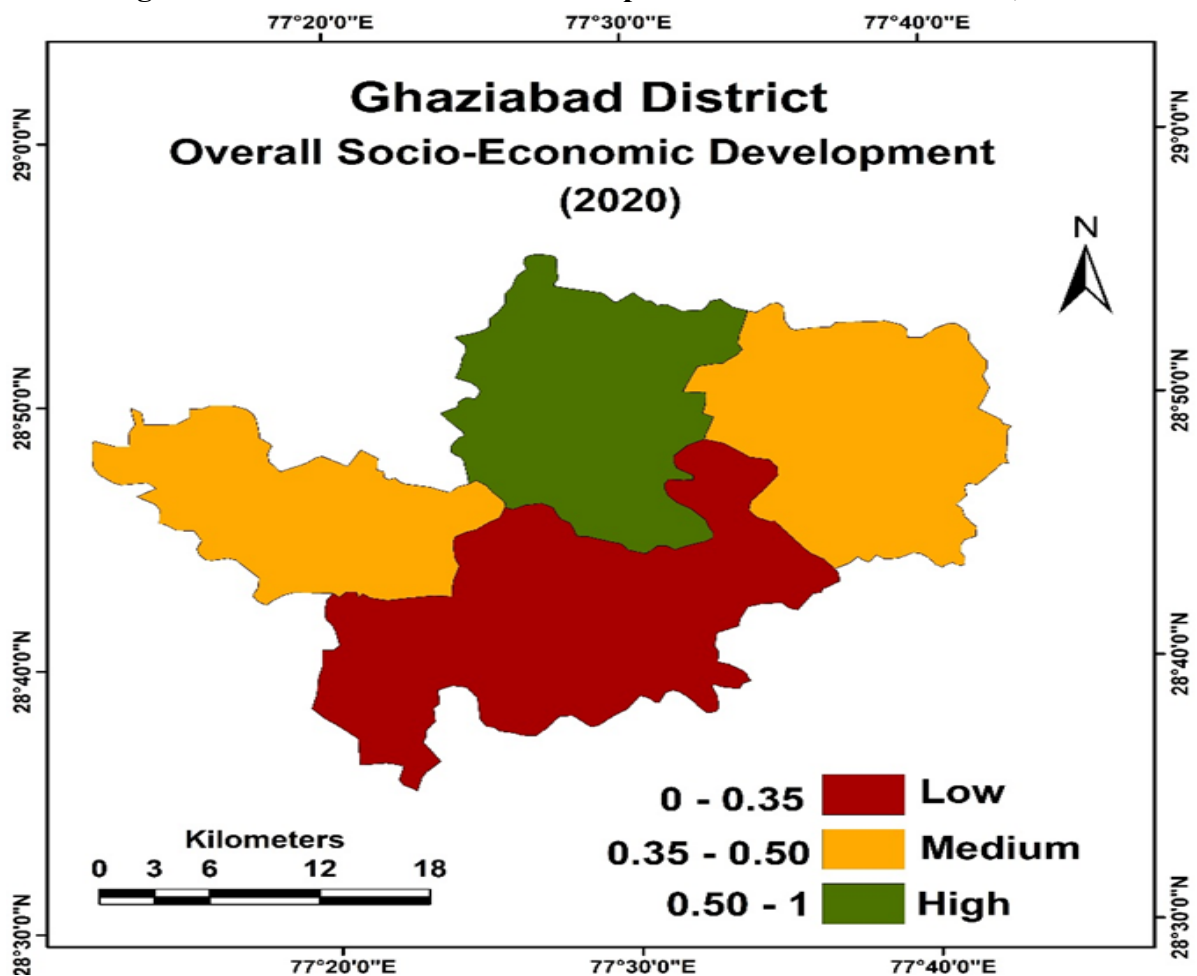 77°20'0"E 77°30'0"E 77°40'0"E
Ghaziabad District
Overall Socio-Economic Development
(2020)
N
29°0'0"N 29°0'0"N
28°50'0"N 28°50'0"N
28°40'0"N 28°40'0"N
28°30'0"N 28°30'0"N
0 - 0.35 Low
0.35 - 0.50 Medium
0.50 - 1 High
Kilometers
0 3 6 12 18
77°20'0"E 77°30'0"E 77°40'0"E